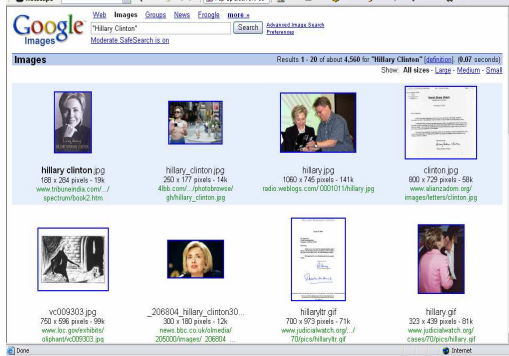 Web Images Groups News Froogle more »
Google
Images
"Hillary Clinton"
Search
Advanced Image Search
Preferences
Moderate SafeSearch is on
Images
Results 1 - 20 of about 4,560 for "Hillary Clinton" [definition]. (0.07 seconds)
Show: All sizes - Large - Medium - Small
hillary clinton.jpg
188 x 284 pixels - 19k
www.tribuneindia.com/.../
spectrum/book2.htm
hillary_clinton.jpg
250 x 177 pixels - 14k
4lbb.com/.../photobrowse/
gh/hillary_clinton.jpg
hillary.jpg
1060 x 745 pixels - 141k
radio.weblogs.com/0001011/hillary.jpg
clinton.jpg
800 x 729 pixels - 58k
www.alianzadom.org/
images/letters/clinton.jpg
vc009303.jpg
750 x 596 pixels - 99k
www.loc.gov/exhibits/
oliphant/vc009303.jpg
_206804_hillary_clinton30...
300 x 180 pixels - 12k
news.bbc.co.uk/olmedia/
205000/images/_206804_...
hillaryltr.gif
700 x 973 pixels - 71k
www.judicialwatch.org/.../
70/pics/hillaryltr.gif
hillary.gif
323 x 439 pixels - 81k
www.judicialwatch.org/
cases/70/pics/hillary.gif
Done
Internet